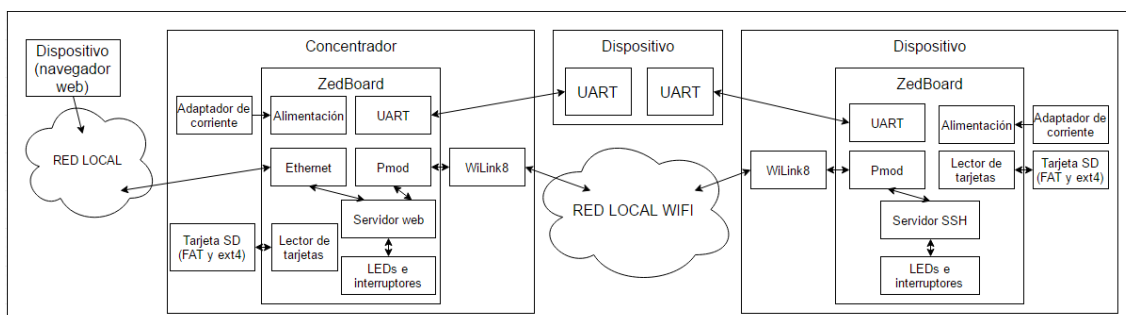 Dispositivo
(navegador
web)
RED LOCAL
Concentrador
ZedBoard
Adaptador de
corriente
Alimentación
UART
Ethernet
Pmod
WiLink8
Servidor web
Tarjeta SD
(FAT y ext4)
Lector de
tarjetas
LEDs e
interruptores
Dispositivo
UART
UART
RED LOCAL WIFI
Dispositivo
ZedBoard
UART
Alimentación
Adaptador de
corriente
WiLink8
Pmod
Lector de
tarjetas
Tarjeta SD
(FAT y ext4)
Servidor SSH
LEDs e
interruptores